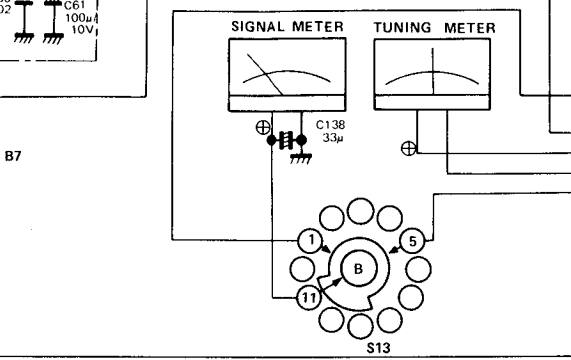 C61
100µ
10V
SIGNAL METER
TUNING METER
C138
33µ
B7
1
5
B
11
S13